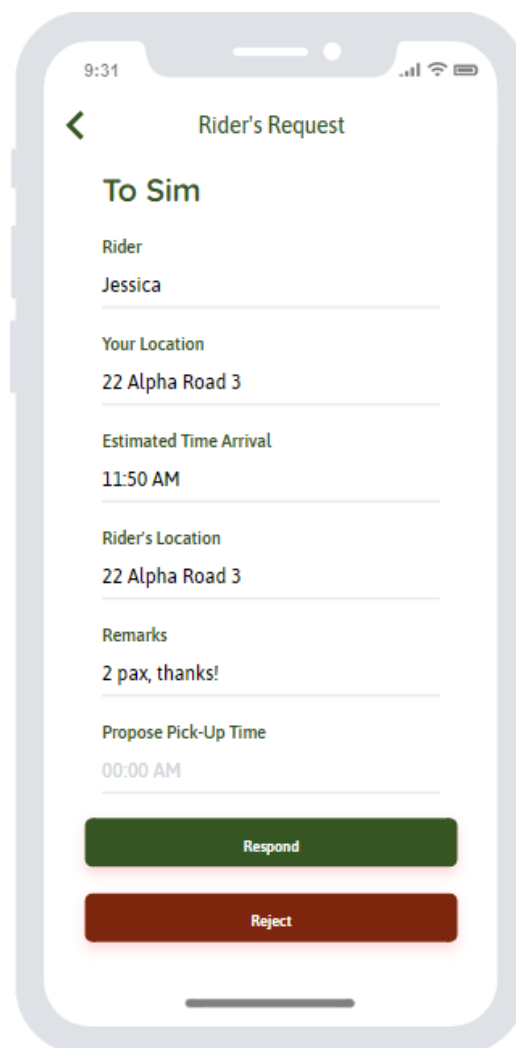 9:31
Rider's Request
To Sim
Rider
Jessica
Your Location
22 Alpha Road 3
Estimated Time Arrival
11:50 AM
Rider's Location
22 Alpha Road 3
Remarks
2 pax, thanks!
Propose Pick-Up Time
00:00 AM
Respond
Reject